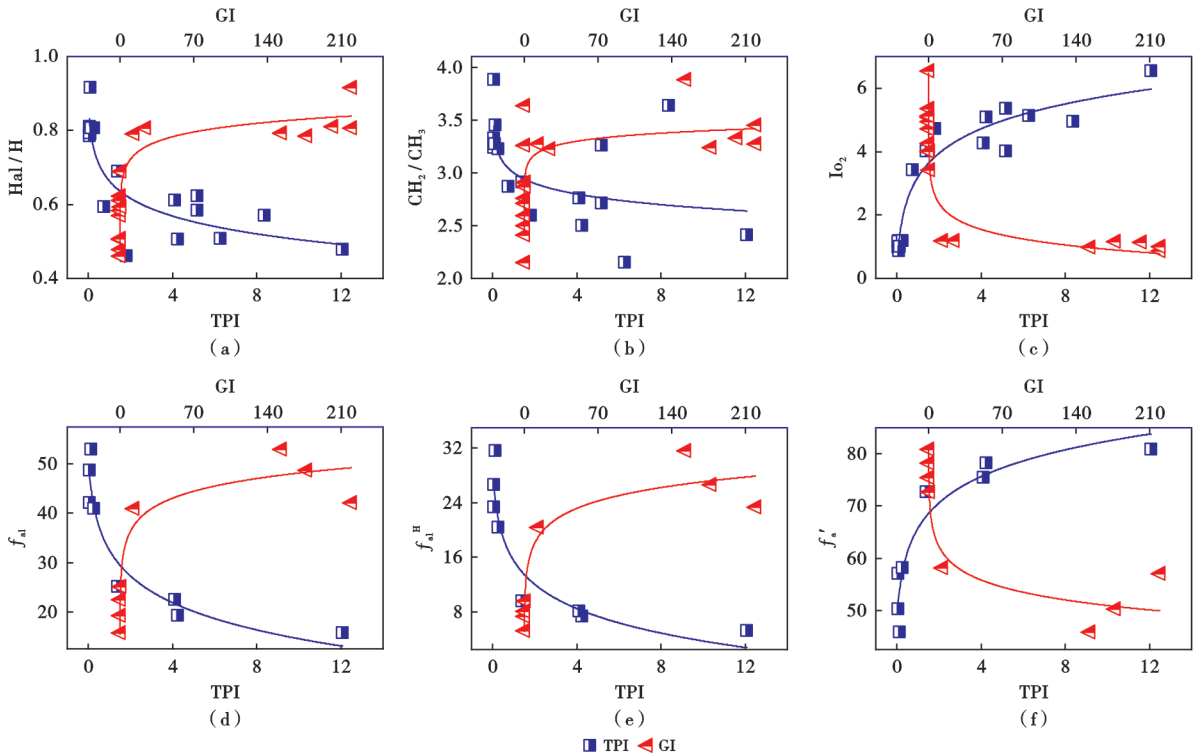 GI GI GI
0 70 140 210 0 70 140 210 0 70 140 210
1.0
0.8
0.6
0.4
Hal / H
0 4 8 12
TPI
(a)
4.0
3.5
3.0
2.5
2.0
CH₂ / CH₃
0 4 8 12
TPI
(b)
6
4
2
0
Io₂
0 4 8 12
TPI
(c)
GI GI GI
0 70 140 210 0 70 140 210 0 70 140 210
50
40
30
20
fal
0 4 8 12
TPI
(d)
32
24
16
8
falH
0 4 8 12
TPI
(e)
80
70
60
50
fa′
0 4 8 12
TPI
(f)
TPI GI